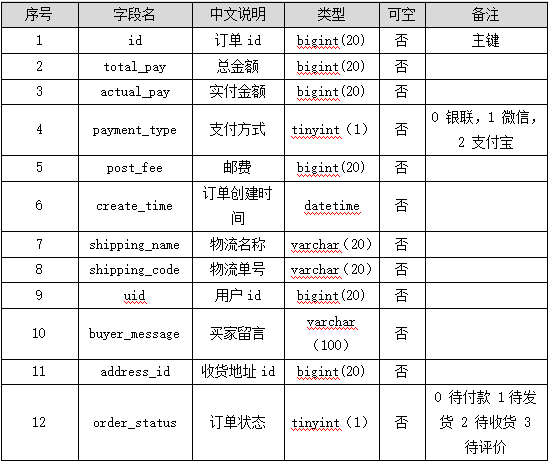 序号 字段名 中文说明 类型 可空 备注
1 id 订单 id bigint(20) 否 主键
2 total_pay 总金额 bigint(20) 否
3 actual_pay 实付金额 bigint(20) 否
4 payment_type 支付方式 tinyint（1） 否 0 银联，1 微信，
2 支付宝
5 post_fee 邮费 bigint(20) 否
6 create_time 订单创建时
间 datetime 否
7 shipping_name 物流名称 varchar（20） 否
8 shipping_code 物流单号 varchar（20） 否
9 uid 用户 id bigint(20) 否
10 buyer_message 买家留言 varchar
（100） 否
11 address_id 收货地址 id bigint(20) 否
12 order_status 订单状态 tinyint（1） 否 0 待付款 1 待发
货 2 待收货 3
待评价